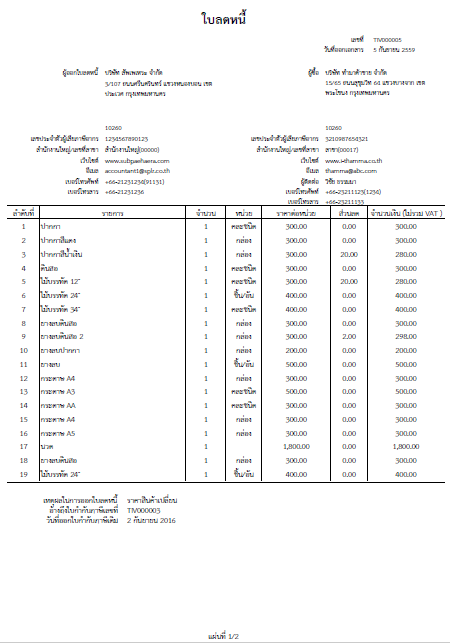 ใบลดหนี้
เลขที่ TIV000005
วันที่ออกเอกสาร 5 กันยายน 2559
ผู้ออกใบลดหนี้ บริษัท สัพเพเหระ จำกัด
3/107 ถนนศรีนครินทร์ แขวงหนองบอน เขต
ประเวศ กรุงเทพมหานคร
ผู้ซื้อ บริษัท ทำมาค้าขาย จำกัด
15/65 ถนนสุขุมวิท 64 แขวงบางจาก เขต
พระโขนง กรุงเทพมหานคร
10260
เลขประจำตัวผู้เสียภาษีอากร 1234567890123
สำนักงานใหญ่/เลขที่สาขา สำนักงานใหญ่(00000)
เว็บไซต์ www.subpaehaera.com
อีเมล accountant1@splr.co.th
เบอร์โทรศัพท์ +66-21231234(91131)
เบอร์โทรสาร +66-21231236
10260
เลขประจำตัวผู้เสียภาษีอากร 3210987654321
สำนักงานใหญ่/เลขที่สาขา สาขา(00017)
เว็บไซต์ www.i-thamma.co.th
อีเมล thamma@abc.com
ผู้ติดต่อ วิชัย ธรรมมา
เบอร์โทรศัพท์ +66-23211123(1234)
เบอร์โทรสาร +66-23211133
ลำดับที่ รายการ จำนวน หน่วย ราคาต่อหน่วย ส่วนลด จำนวนเงิน (ไม่รวม VAT )
1 ปากกา 1 คละชนิด 300.00 0.00 300.00
2 ปากกาสีแดง 1 กล่อง 300.00 0.00 300.00
3 ปากกาสีน้ำเงิน 1 กล่อง 300.00 20.00 280.00
4 ดินสอ 1 คละชนิด 300.00 0.00 300.00
5 ไม้บรรทัด 12" 1 คละชนิด 300.00 20.00 280.00
6 ไม้บรรทัด 24" 1 ชิ้น/อัน 400.00 0.00 400.00
7 ไม้บรรทัด 34" 1 คละชนิด 400.00 0.00 400.00
8 ยางลบดินสอ 1 กล่อง 300.00 0.00 300.00
9 ยางลบดินสอ 2 1 กล่อง 300.00 2.00 298.00
10 ยางลบปากกา 1 กล่อง 200.00 0.00 200.00
11 ยางลบ 1 ชิ้น/อัน 500.00 0.00 500.00
12 กระดาษ A4 1 กล่อง 300.00 0.00 300.00
13 กระดาษ A3 1 คละชนิด 500.00 0.00 500.00
14 กระดาษ AA 1 คละชนิด 300.00 0.00 300.00
15 กระดาษ A4 1 กล่อง 300.00 0.00 300.00
16 กระดาษ A5 1 กล่อง 300.00 0.00 300.00
17 นวด 1 1,800.00 0.00 1,800.00
18 ยางลบดินสอ 1 กล่อง 300.00 0.00 300.00
19 ไม้บรรทัด 24" 1 ชิ้น/อัน 400.00 0.00 400.00
เหตุผลในการออกใบลดหนี้ ราคาสินค้าเปลี่ยน
อ้างถึงใบกำกับภาษีเลขที่ TIV000003
วันที่ออกใบกำกับภาษีเดิม 2 กันยายน 2016
แผ่นที่ 1/2